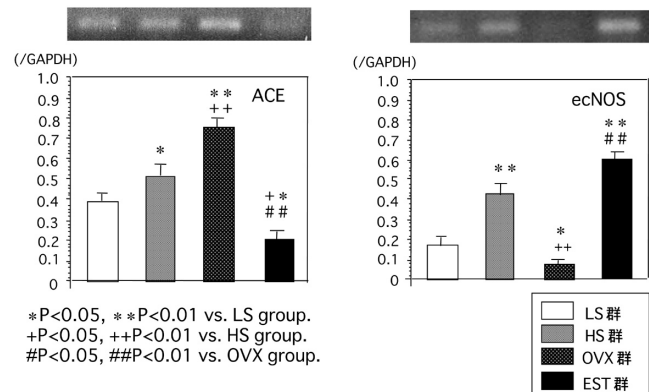 (/GAPDH)
ACE
1.0
0.9
0.8
0.7
0.6
0.5
0.4
0.3
0.2
0.1
0
*
**
++
+*
##
(/GAPDH)
ecNOS
1.0
0.9
0.8
0.7
0.6
0.5
0.4
0.3
0.2
0.1
0
**
*
++
**
##
*P<0.05, **P<0.01 vs. LS group.
+P<0.05, ++P<0.01 vs. HS group.
#P<0.05, ##P<0.01 vs. OVX group.
LS 群
HS 群
OVX 群
EST 群